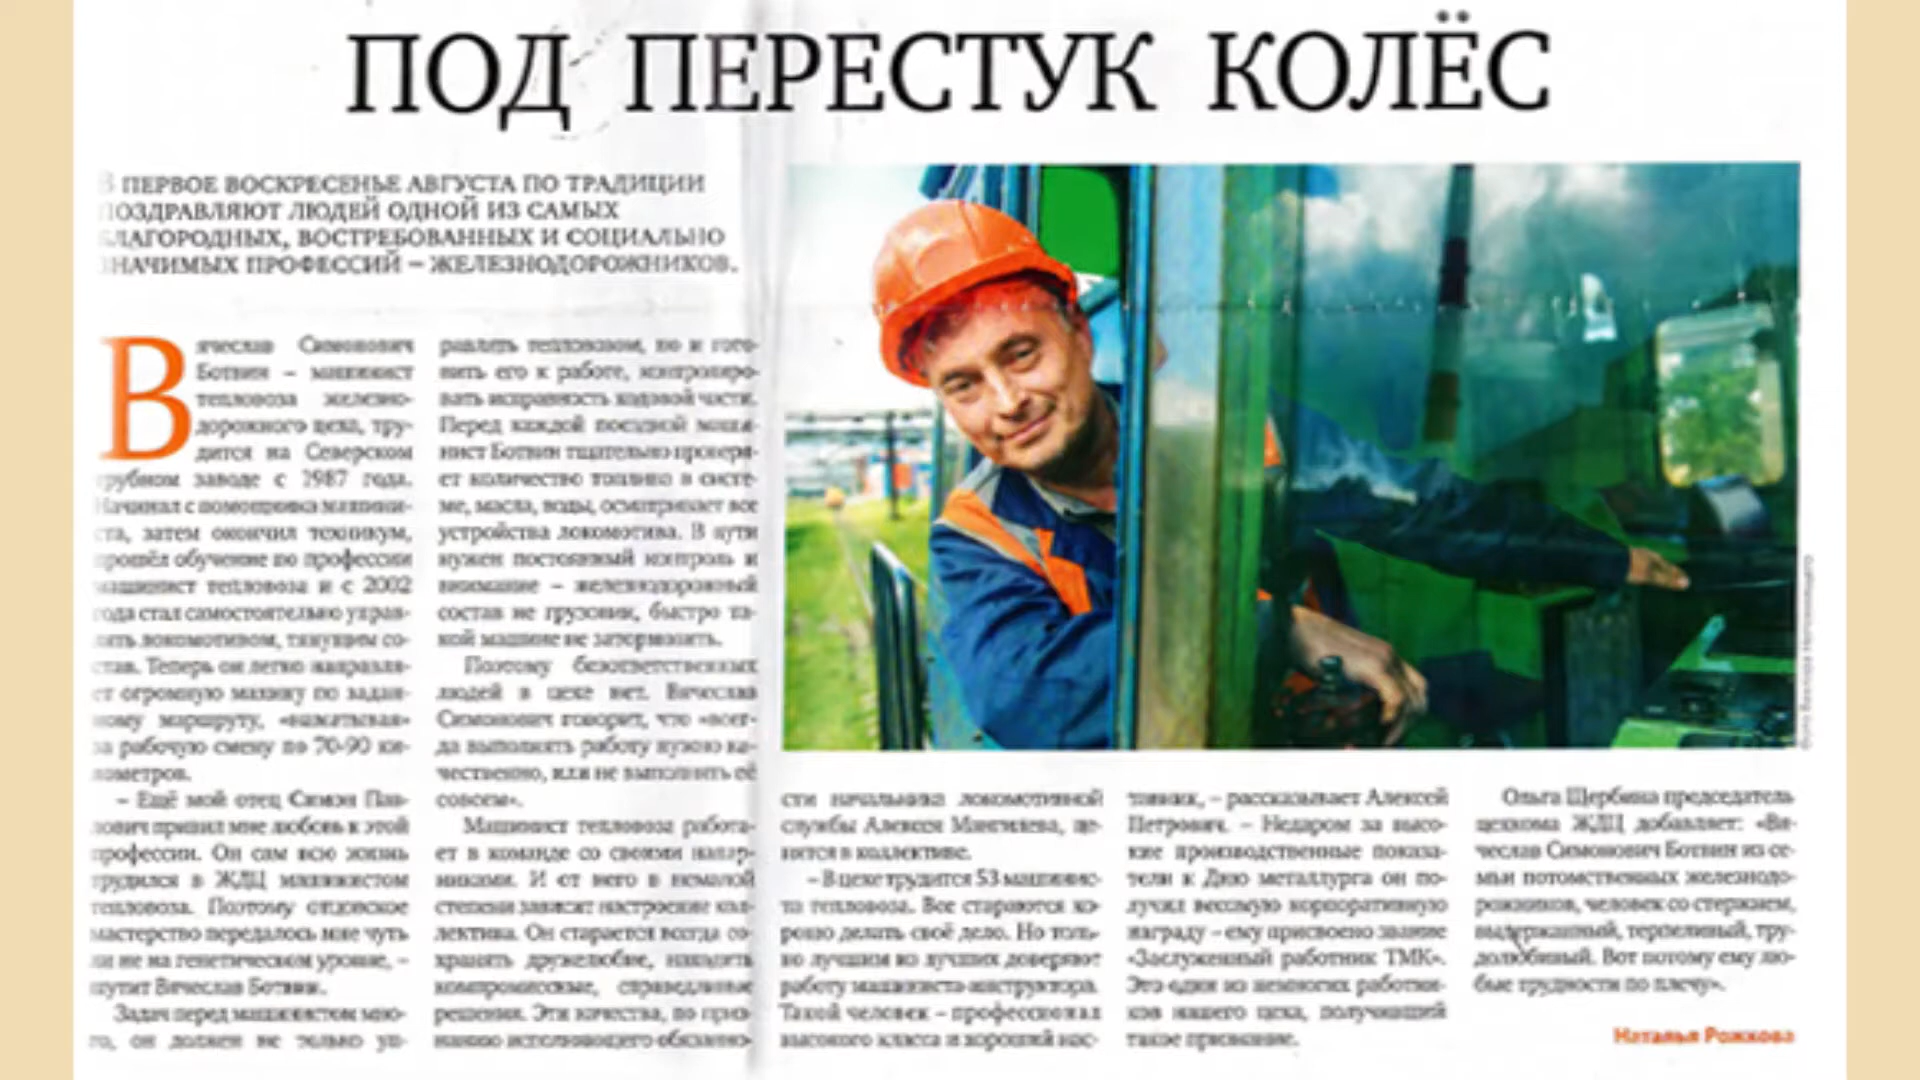 ПОД ПЕРЕСТУК КОЛЁС
В ПЕРВОЕ ВОСКРЕСЕНЬЕ АВГУСТА ПО ТРАДИЦИИ
ПОЗДРАВЛЯЮТ ЛЮДЕЙ ОДНОЙ ИЗ САМЫХ
БЛАГОРОДНЫХ, ВОСТРЕБОВАННЫХ И СОЦИАЛЬНО
ЗНАЧИМЫХ ПРОФЕССИЙ – ЖЕЛЕЗНОДОРОЖНИКОВ.
Вячеслав Симонович
Ботвин – машинист
тепловоза железно-
дорожного цеха, тру-
дится на Северском
трубном заводе с 1987 года.
Начинал с помощника машини-
ста, затем окончил техникум,
прошёл обучение по профессии
машинист тепловоза и с 2002
года стал самостоятельно управ-
лять локомотивом, тянущим со-
став. Теперь он легко направля-
ет огромную махину по задан-
ному маршруту, «наматывая»
за рабочую смену по 70-90 ки-
лометров.
– Ещё мой отец Симон Пав-
лович привил мне любовь к этой
профессии. Он сам всю жизнь
трудился в ЖДЦ машинистом
тепловоза. Поэтому отцовское
мастерство передалось мне чуть
ли не на генетическом уровне, –
шутит Вячеслав Ботвин.
Задач перед машинистом мно-
го, он должен не только уп-
равлять тепловозом, но и гото-
вить его к работе, контролиро-
вать исправность ходовой части.
Перед каждой поездкой маши-
нист Ботвин тщательно проверя-
ет количество топлива в систе-
ме, масла, воды, осматривает все
устройства локомотива. В пути
нужен постоянный контроль и
внимание – железнодорожный
состав не грузовик, быстро та-
кой машине не затормозить.
Поэтому безответственных
людей в цехе нет. Вячеслав
Симонович говорит, что «всег-
да выполнять работу нужно ка-
чественно, или не выполнять её
совсем».
Машинист тепловоза работа-
ет в команде со своими напар-
никами. И от него в немалой
степени зависит настроение кол-
лектива. Он старается всегда со-
хранять дружелюбие, находить
компромиссные, справедливые
решения. Эти качества, по приз-
нанию исполняющего обязанно-
сти начальника локомотивной
службы Алексея Мангилева, це-
нятся в коллективе.
– В цехе трудится 53 машинис-
та тепловоза. Все стараются хо-
рошо делать своё дело. Но толь-
ко лучшим из лучших доверяют
работу машиниста-инструктора.
Такой человек – профессионал
высокого класса и хороший нас-
тавник, – рассказывает Алексей
Петрович. – Недаром за высо-
кие производственные показа-
тели к Дню металлурга он по-
лучил весомую корпоративную
награду – ему присвоено звание
«Заслуженный работник ТМК».
Это один из немногих работни-
ков нашего цеха, получивший
такое признание.
Ольга Щербина председатель
цехкома ЖДЦ добавляет: «Вя-
чеслав Симонович Ботвин из се-
мьи потомственных железнодо-
рожников, человек со стержнем,
выдержанный, терпеливый, тру-
долюбивый. Вот потому ему лю-
бые трудности по плечу».
Наталья Рожкова